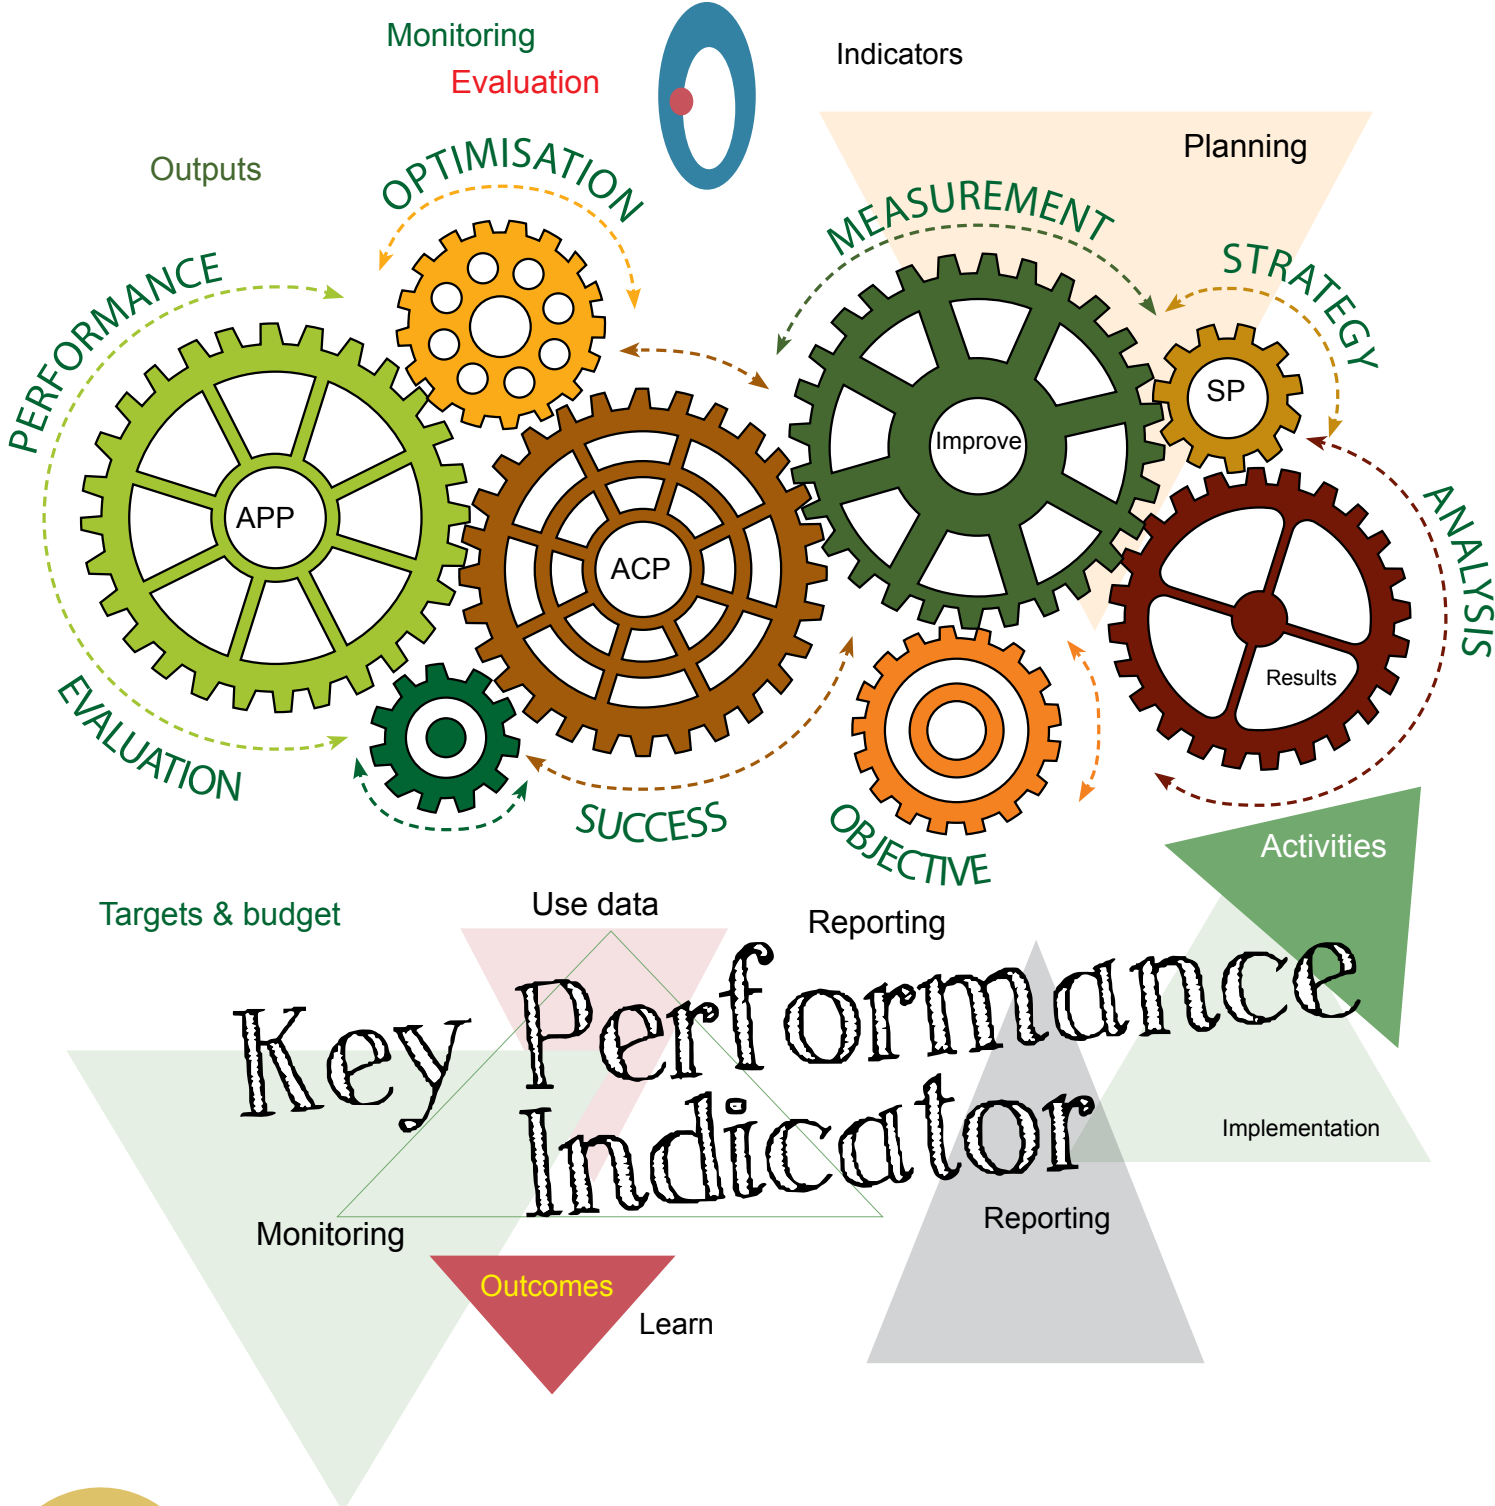 Monitoring
Evaluation
Indicators
Planning
Outputs
OPTIMISATION
MEASUREMENT
STRATEGY
PERFORMANCE
SP
Improve
APP
ACP
ANALYSIS
Results
EVALUATION
SUCCESS
OBJECTIVE
Activities
Targets & budget
Use data
Reporting
Key Performance
Indicator
Implementation
Monitoring
Reporting
Outcomes
Learn